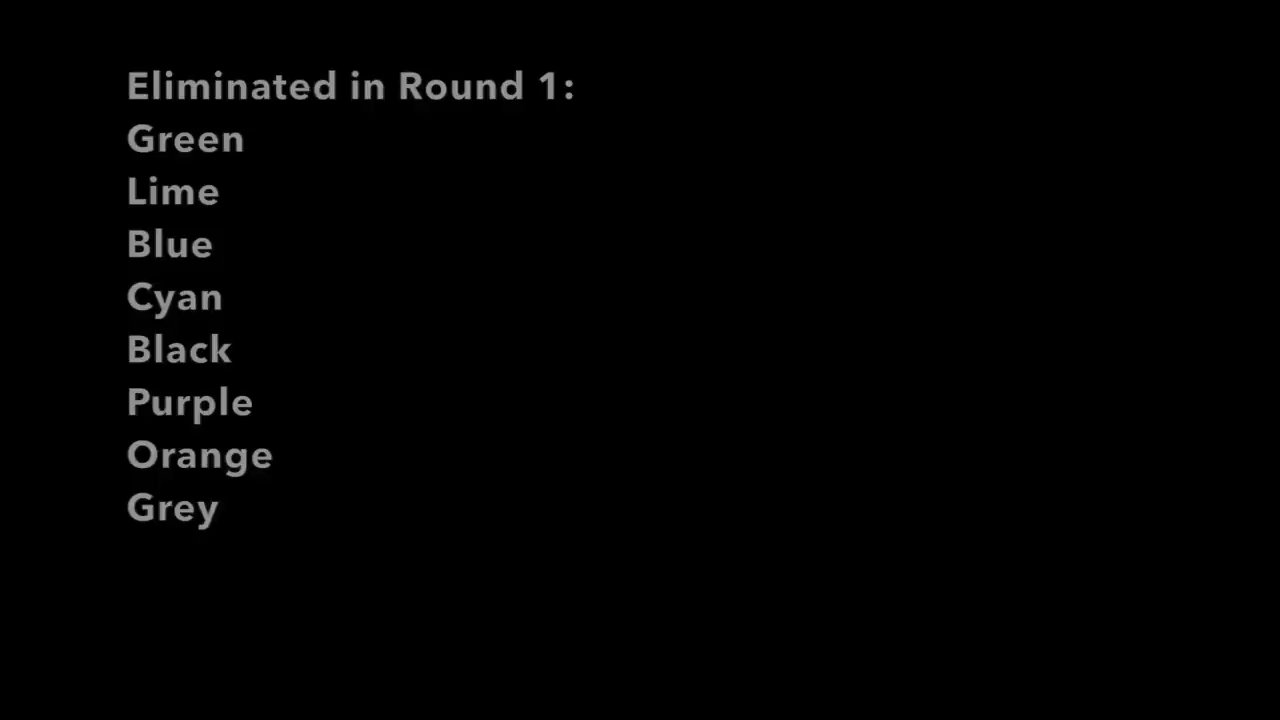 Eliminated in Round 1:
Green
Lime
Blue
Cyan
Black
Purple
Orange
Grey